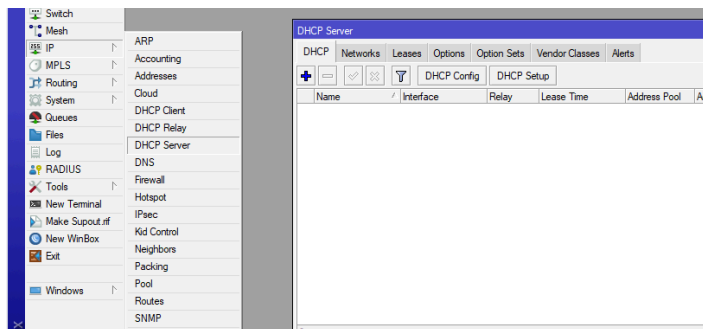 Switch
Mesh
IP
MPLS
Routing
System
Queues
Files
Log
RADIUS
Tools
New Terminal
Make Supout.rif
New WinBox
Exit
Windows
ARP
Accounting
Addresses
Cloud
DHCP Client
DHCP Relay
DHCP Server
DNS
Firewall
Hotspot
IPsec
Kid Control
Neighbors
Packing
Pool
Routes
SNMP
DHCP Server
DHCP Networks Leases Options Option Sets Vendor Classes Alerts
DHCP Config DHCP Setup
Name Interface Relay Lease Time Address Pool